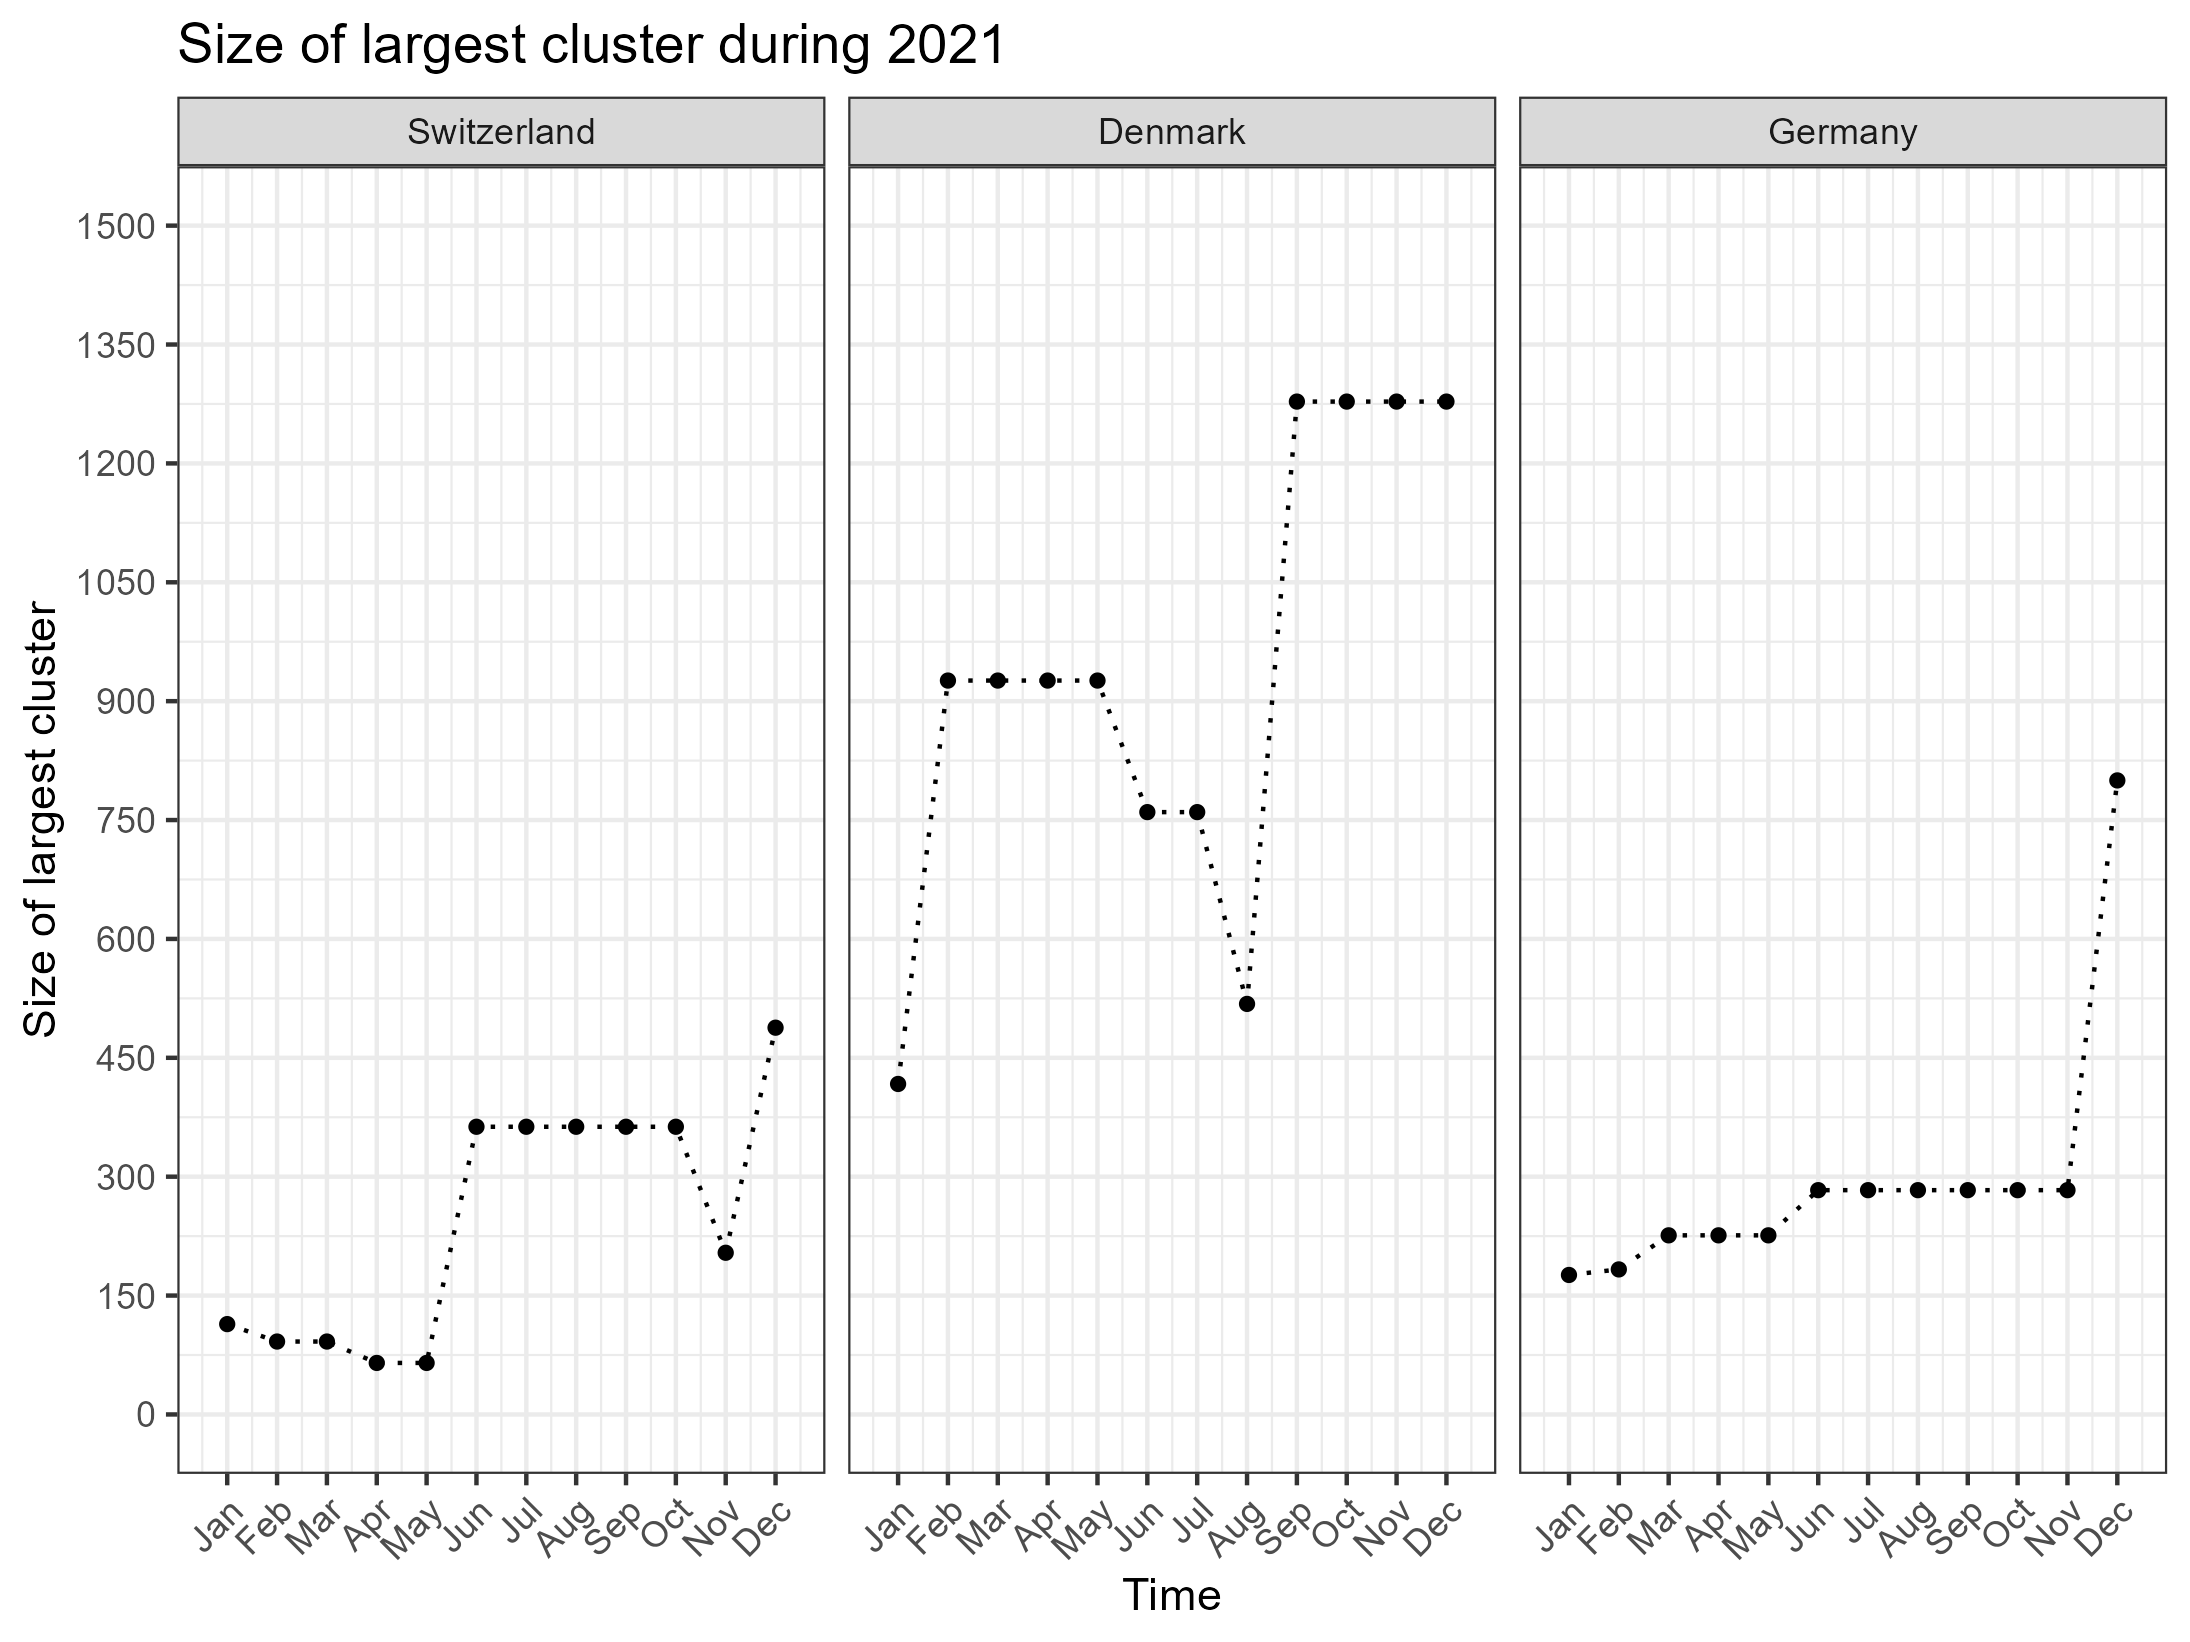 Size of largest cluster during 2021
Switzerland Denmark Germany
Size of largest cluster
1500
1350
1200
1050
900
750
600
450
300
150
0
Jan Feb Mar Apr May Jun Jul Aug Sep Oct Nov Dec Jan Feb Mar Apr May Jun Jul Aug Sep Oct Nov Dec Jan Feb Mar Apr May Jun Jul Aug Sep Oct Nov Dec
Time